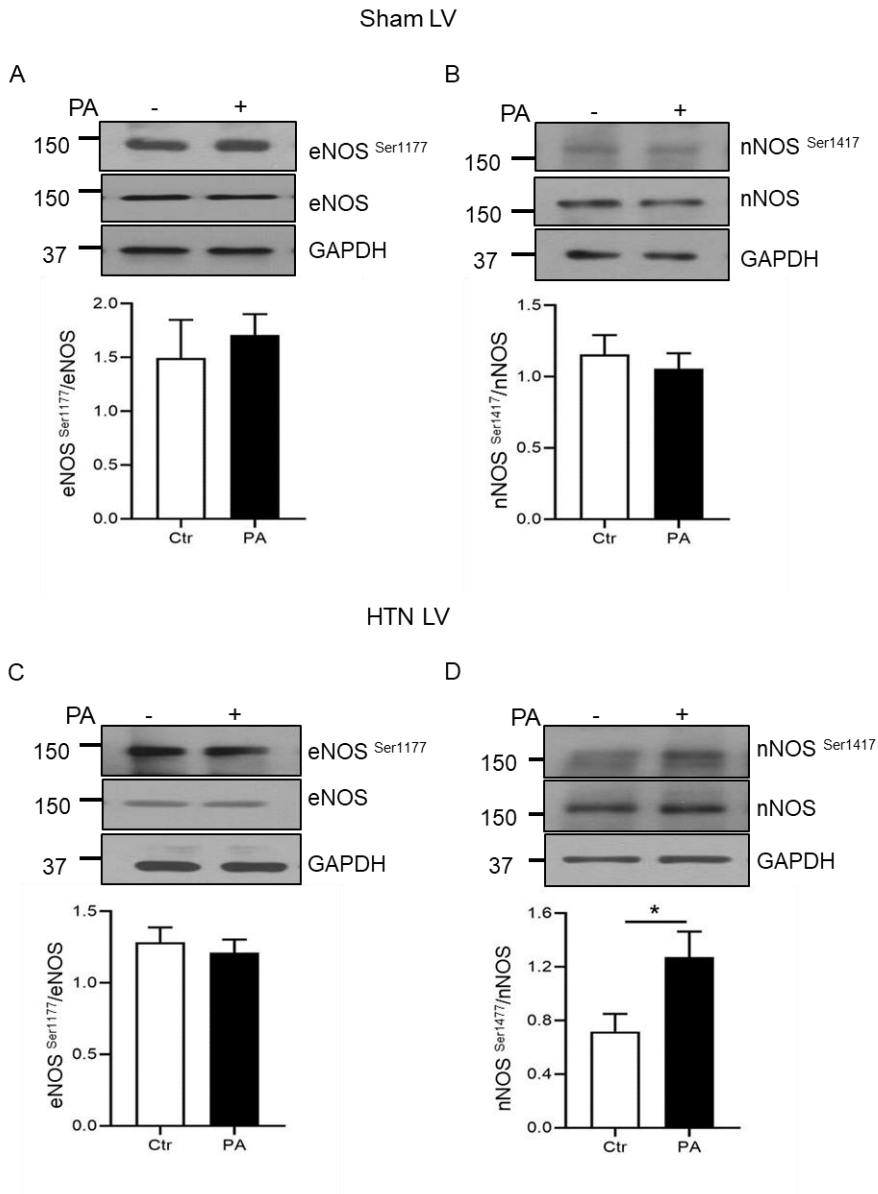 Sham LV
A
PA - +
150 eNOS Ser1177
150 eNOS
37 GAPDH
2.0
1.5
1.0
0.5
0.0
eNOS Ser1177/eNOS
Ctr PA
B
PA - +
150 nNOS Ser1417
150 nNOS
37 GAPDH
1.5
1.0
0.5
0.0
nNOS Ser1417/nNOS
Ctr PA
HTN LV
C
PA - +
150 eNOS Ser1177
150 eNOS
37 GAPDH
1.5
1.0
0.5
0.0
eNOS Ser1177/eNOS
Ctr PA
D
PA - +
150 nNOS Ser1417
150 nNOS
37 GAPDH
*
1.6
1.2
0.8
0.4
0.0
nNOS Ser1477/nNOS
Ctr PA